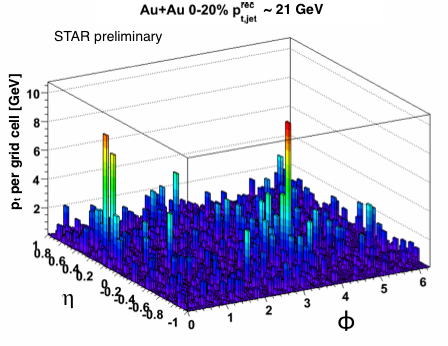 Au+Au 0-20% p rec t,jet ~ 21 GeV
STAR preliminary
pt per grid cell [GeV]
10
8
6
4
2
1
0.8
0.6
0.4
0.2
0
-0.2
-0.4
-0.6
-0.8
-1
η
0 1 2 3 4 5 6
Φ